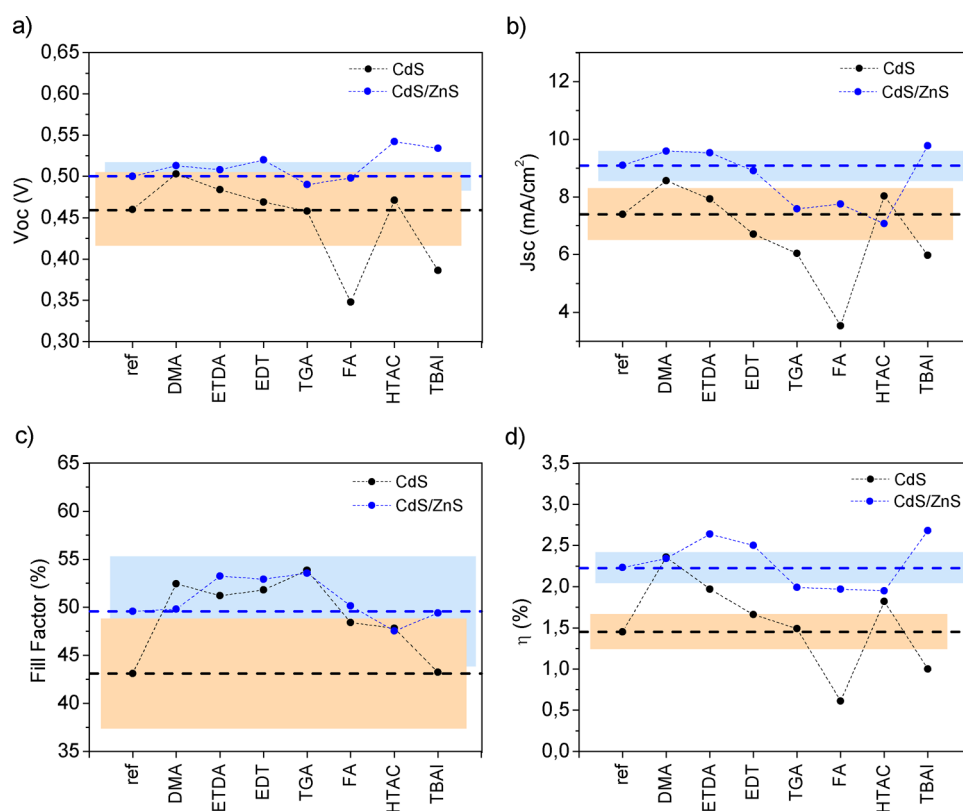 a)
0,65
0,60
0,55
0,50
0,45
0,40
0,35
0,30
Voc (V)
CdS
CdS/ZnS
ref
DMA
ETDA
EDT
TGA
FA
HTAC
TBAI
b)
12
10
8
6
4
Jsc (mA/cm²)
CdS
CdS/ZnS
ref
DMA
ETDA
EDT
TGA
FA
HTAC
TBAI
c)
65
60
55
50
45
40
35
Fill Factor (%)
CdS
CdS/ZnS
ref
DMA
ETDA
EDT
TGA
FA
HTAC
TBAI
d)
3,5
3,0
2,5
2,0
1,5
1,0
0,5
0,0
η (%)
CdS
CdS/ZnS
ref
DMA
ETDA
EDT
TGA
FA
HTAC
TBAI